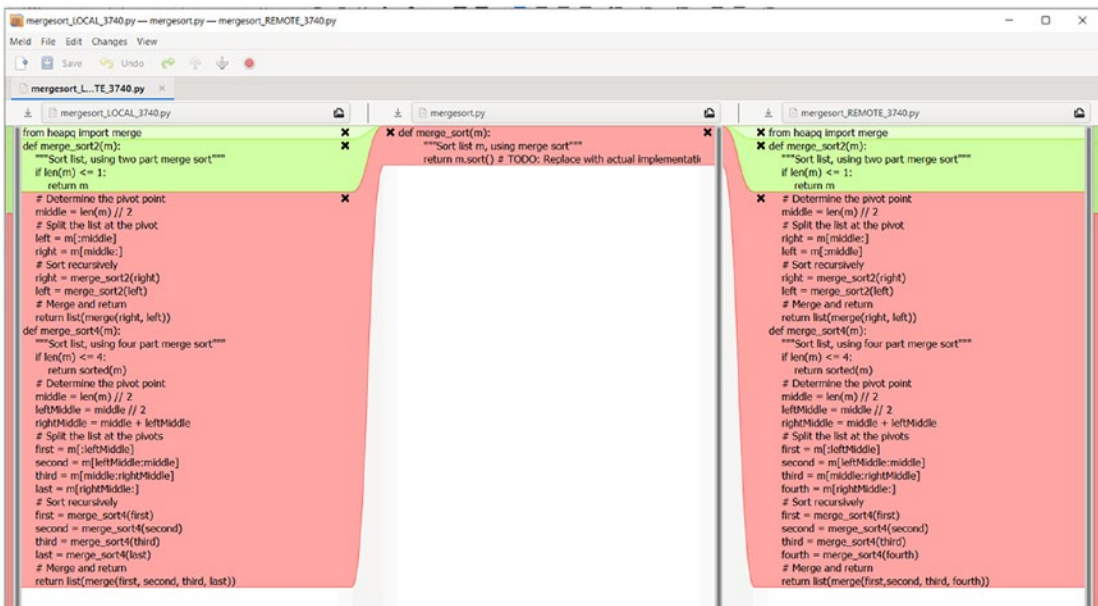 mergesort_LOCAL_3740.py — mergesort.py — mergesort_REMOTE_3740.py
Meld File Edit Changes View
Save Undo
mergesort_L...TE_3740.py
mergesort_LOCAL_3740.py
from heapq import merge
def merge_sort2(m):
"""Sort list, using two part merge sort"""
if len(m) <= 1:
return m
# Determine the pivot point
middle = len(m) // 2
# Split the list at the pivot
left = m[:middle]
right = m[middle:]
# Sort recursively
right = merge_sort2(right)
left = merge_sort2(left)
# Merge and return
return list(merge(right, left))
def merge_sort4(m):
"""Sort list, using four part merge sort"""
if len(m) <= 4:
return sorted(m)
# Determine the pivot point
middle = len(m) // 2
leftMiddle = middle // 2
rightMiddle = middle + leftMiddle
# Split the list at the pivots
first = m[:leftMiddle]
second = m[leftMiddle:middle]
third = m[middle:rightMiddle]
last = m[rightMiddle:]
# Sort recursively
first = merge_sort4(first)
second = merge_sort4(second)
third = merge_sort4(third)
last = merge_sort4(last)
# Merge and return
return list(merge(first, second, third, last))
mergesort.py
def merge_sort(m):
"""Sort list m, using merge sort"""
return m.sort() # TODO: Replace with actual implementati
mergesort_REMOTE_3740.py
from heapq import merge
def merge_sort2(m):
"""Sort list, using two part merge sort"""
if len(m) <= 1:
return m
# Determine the pivot point
middle = len(m) // 2
# Split the list at the pivot
right = m[middle:]
left = m[:middle]
# Sort recursively
right = merge_sort2(right)
left = merge_sort2(left)
# Merge and return
return list(merge(right, left))
def merge_sort4(m):
"""Sort list, using four part merge sort"""
if len(m) <= 4:
return sorted(m)
# Determine the pivot point
middle = len(m) // 2
leftMiddle = middle // 2
rightMiddle = middle + leftMiddle
# Split the list at the pivots
first = m[:leftMiddle]
second = m[leftMiddle:middle]
third = m[middle:rightMiddle]
fourth = m[rightMiddle:]
# Sort recursively
first = merge_sort4(first)
second = merge_sort4(second)
third = merge_sort4(third)
fourth = merge_sort4(fourth)
# Merge and return
return list(merge(first,second, third, fourth))